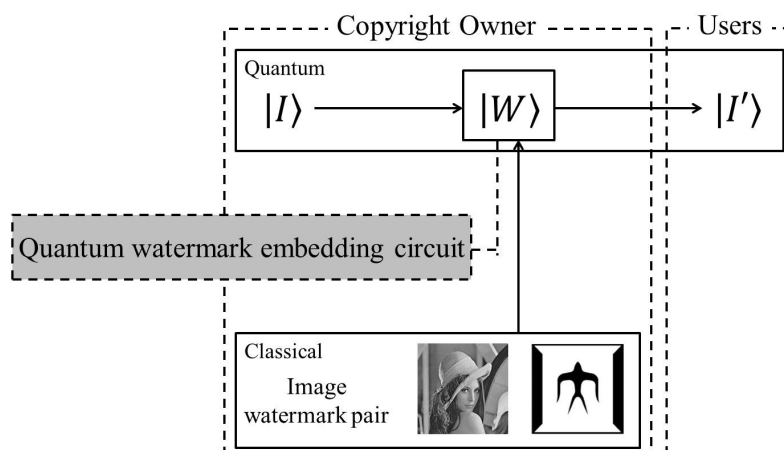 Copyright Owner
Users
Quantum
|I⟩
|W⟩
|I′⟩
Quantum watermark embedding circuit
Classical
Image
watermark pair